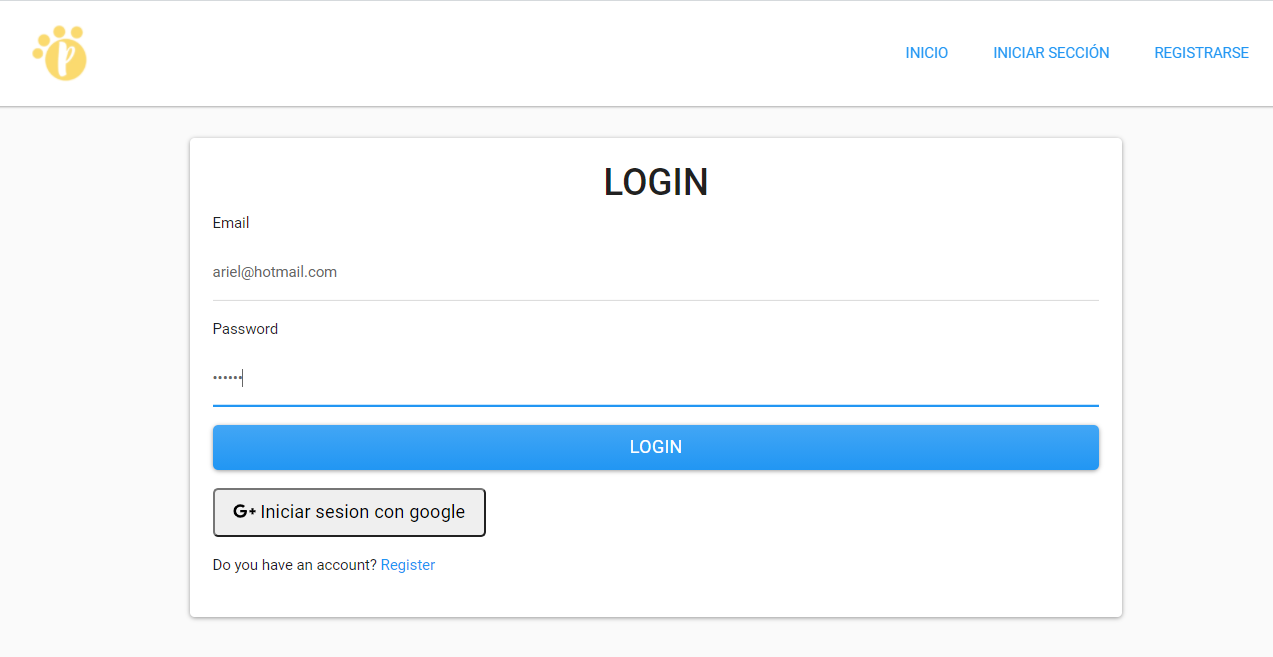 p
INICIO INICIAR SECCIÓN REGISTRARSE
LOGIN
Email
ariel@hotmail.com
Password
••••••
LOGIN
G+ Iniciar sesion con google
Do you have an account? Register